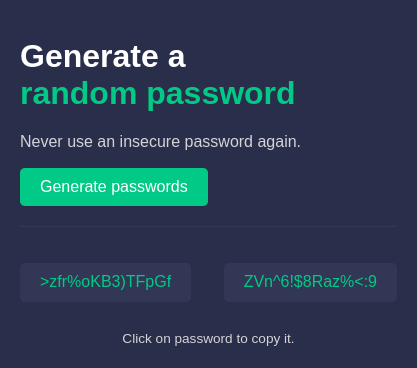 Generate a
random password
Never use an insecure password again.
Generate passwords
>zfr%oKB3)TFpGf
ZVn^6!$8Raz%<:9
Click on password to copy it.